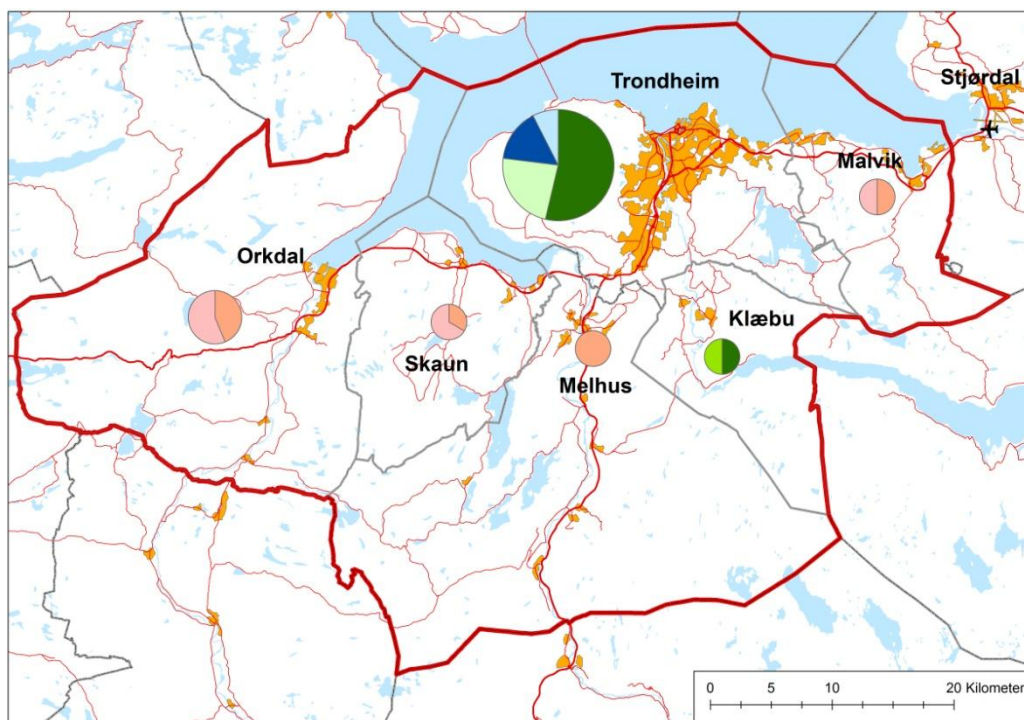 Trondheim
Stjørdal
Malvik
Orkdal
Klæbu
Skaun
Melhus
0 5 10 20 Kilometer